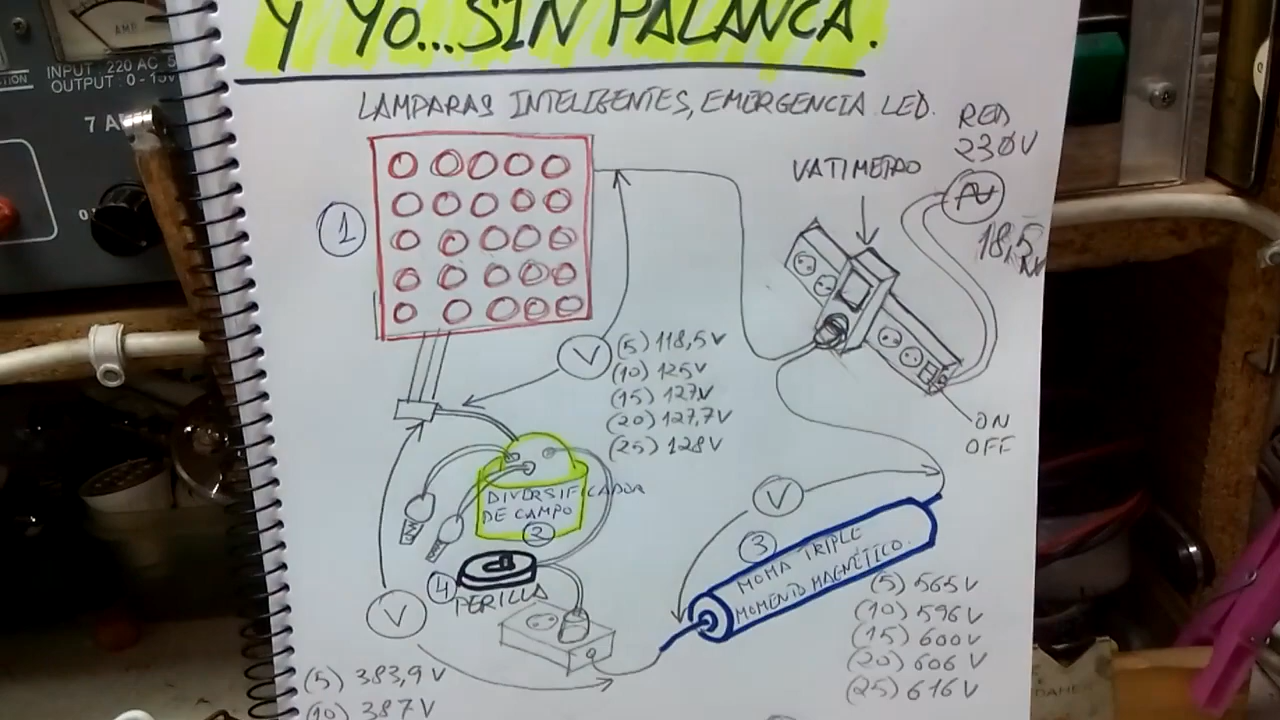 Y YO...SIN PALANCA.
LAMPARAS INTELIGENTES, EMERGENCIA LED.
AMP.
INPUT : 220 AC, 5
OUTPUT : 0-15V
7 A
RED
230V
VATIMETRO
18,5
1
V
(5) 118,5V
(10) 125V
(15) 127V
(20) 127,7V
(25) 128V
ON
OFF
DIVERSIFICADOR
DE CAMPO
2
4
PERILLA
V
3
MOMA TRIPLE
MOMENTO MAGNÉTICO.
(5) 565V
(10) 596V
(15) 600V
(20) 606V
(25) 616V
V
(5) 383,9V
(10) 387V